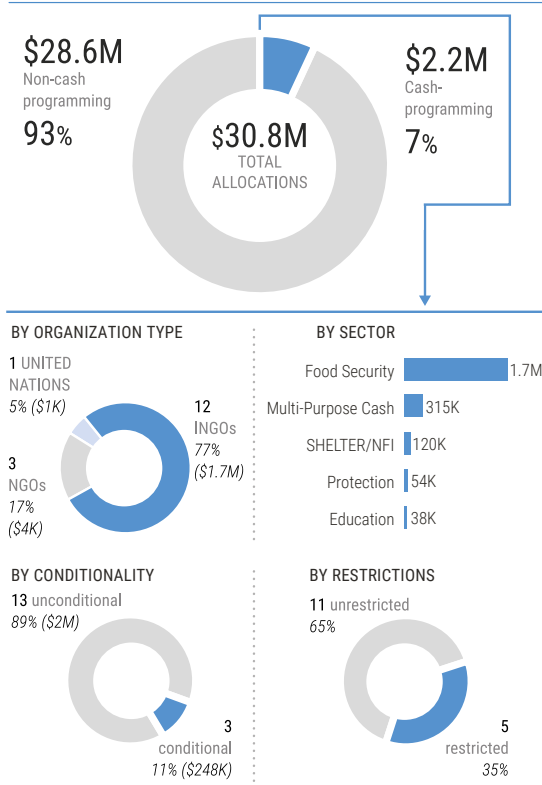 $28.6M
Non-cash
programming
93%
$30.8M
TOTAL
ALLOCATIONS
$2.2M
Cash-
programming
7%
BY ORGANIZATION TYPE
1 UNITED
NATIONS
5% ($1K)
12
INGOs
77%
($1.7M)
3
NGOs
17%
($4K)
BY SECTOR
Food Security 1.7M
Multi-Purpose Cash 315K
SHELTER/NFI 120K
Protection 54K
Education 38K
BY CONDITIONALITY
13 unconditional
89% ($2M)
3
conditional
11% ($248K)
BY RESTRICTIONS
11 unrestricted
65%
5
restricted
35%